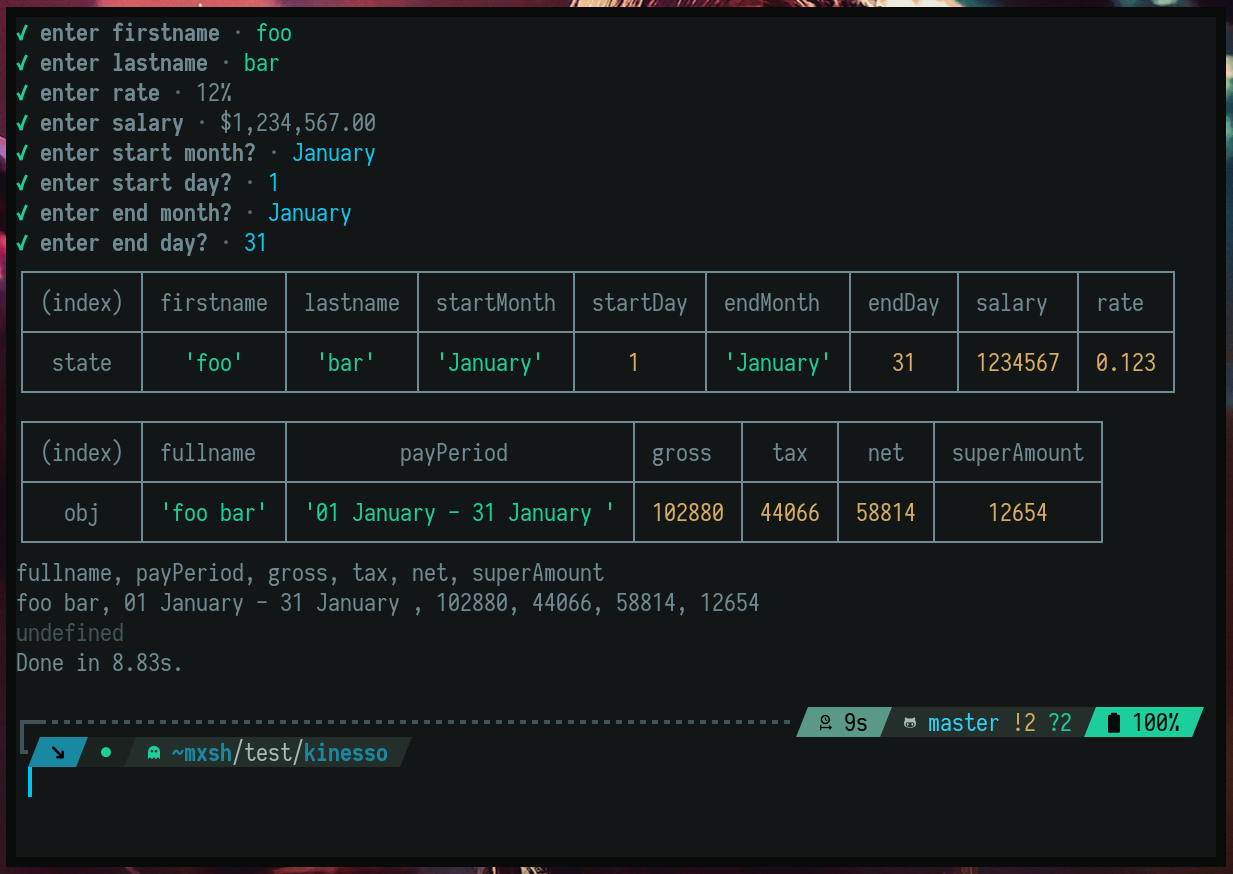 ✔ enter firstname · foo
✔ enter lastname · bar
✔ enter rate · 12%
✔ enter salary · $1,234,567.00
✔ enter start month? · January
✔ enter start day? · 1
✔ enter end month? · January
✔ enter end day? · 31
(index) firstname lastname startMonth startDay endMonth endDay salary rate
state 'foo' 'bar' 'January' 1 'January' 31 1234567 0.123
(index) fullname payPeriod gross tax net superAmount
obj 'foo bar' '01 January - 31 January ' 102880 44066 58814 12654
fullname, payPeriod, gross, tax, net, superAmount
foo bar, 01 January - 31 January , 102880, 44066, 58814, 12654
undefined
Done in 8.83s.
9s master !2 ?2 100%
~mxsh/test/kinesso